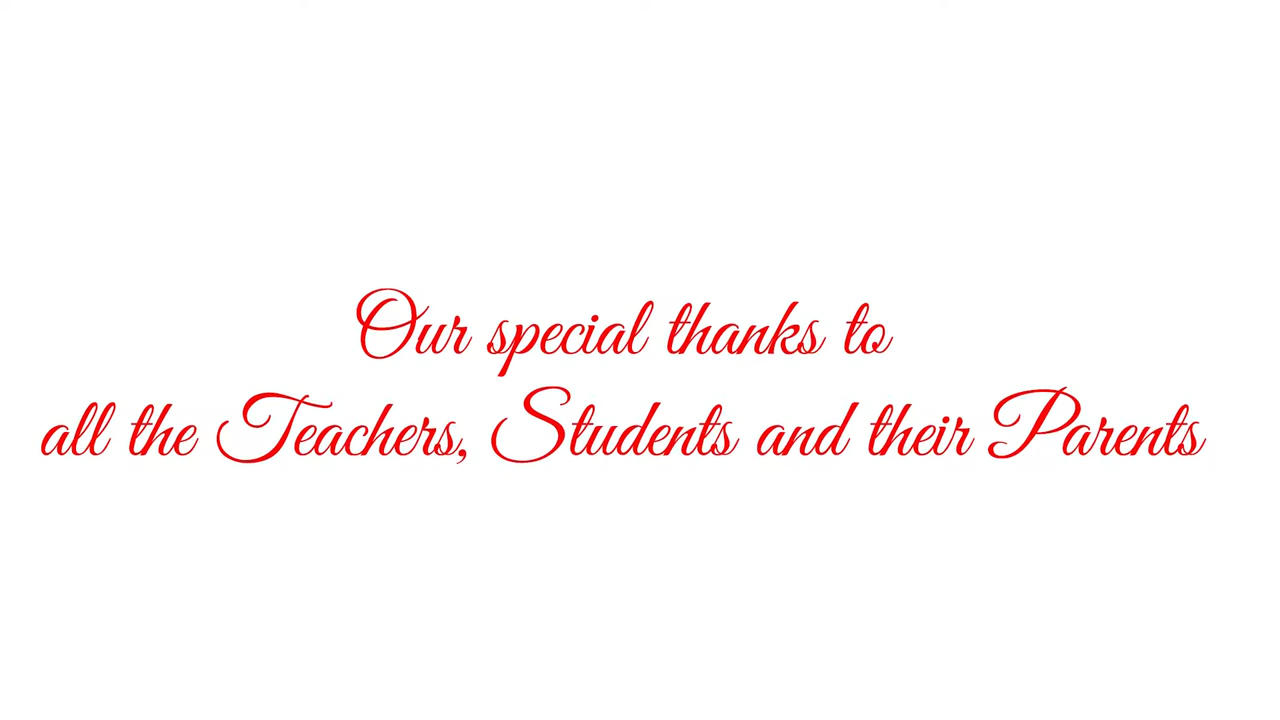 Our special thanks to
all the Teachers, Students and their Parents